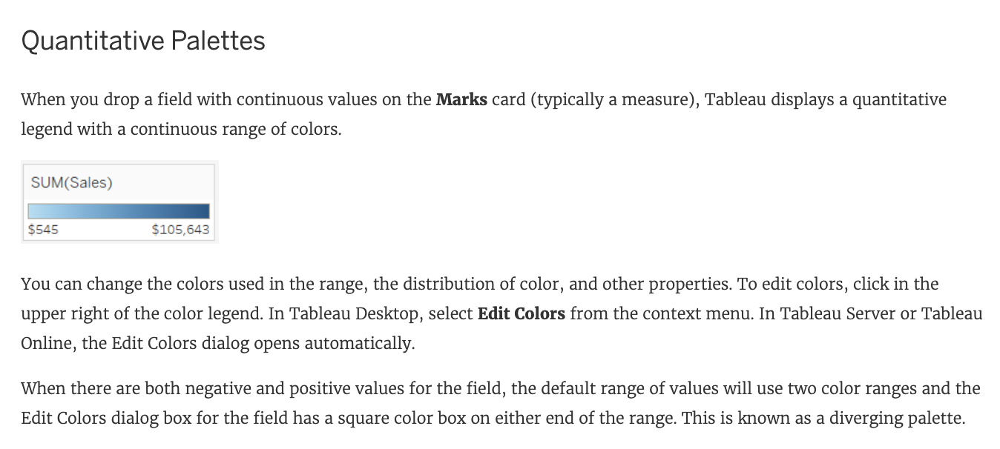 Quantitative Palettes
When you drop a field with continuous values on the Marks card (typically a measure), Tableau displays a quantitative
legend with a continuous range of colors.
SUM(Sales)
$545 $105,643
You can change the colors used in the range, the distribution of color, and other properties. To edit colors, click in the
upper right of the color legend. In Tableau Desktop, select Edit Colors from the context menu. In Tableau Server or Tableau
Online, the Edit Colors dialog opens automatically.
When there are both negative and positive values for the field, the default range of values will use two color ranges and the
Edit Colors dialog box for the field has a square color box on either end of the range. This is known as a diverging palette.